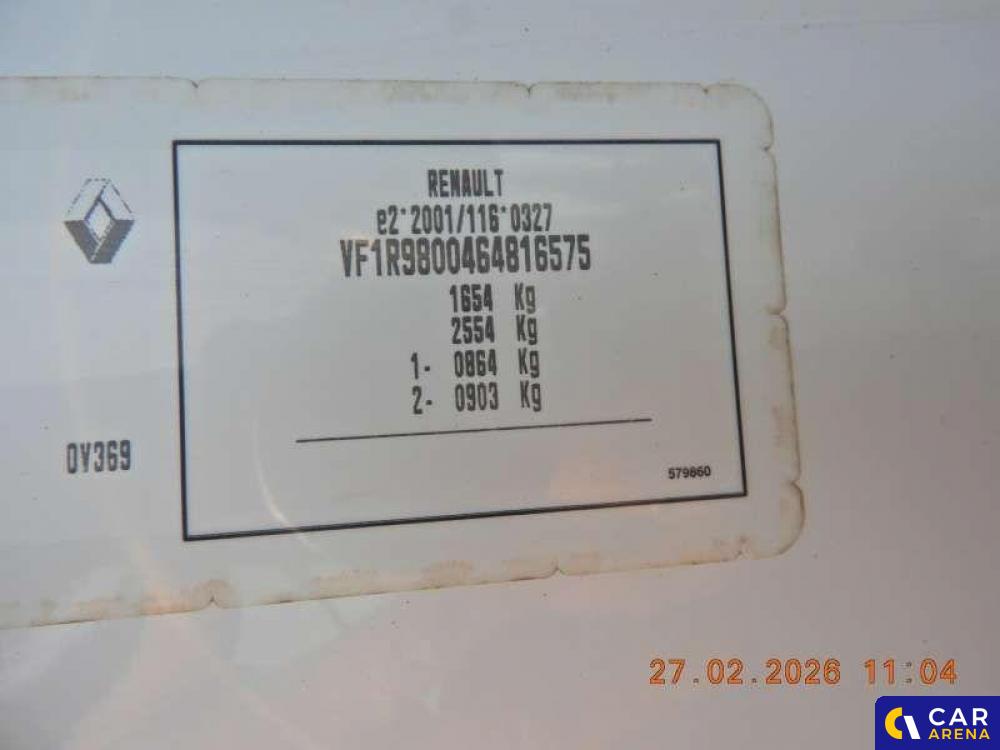 RENAULT
e2*2001/116*0327
VF1R9800464816575
1654 Kg
2554 Kg
1- 0864 Kg
2- 0903 Kg
0V369
579860
27.02.2026 11:04
CAR
ARENA